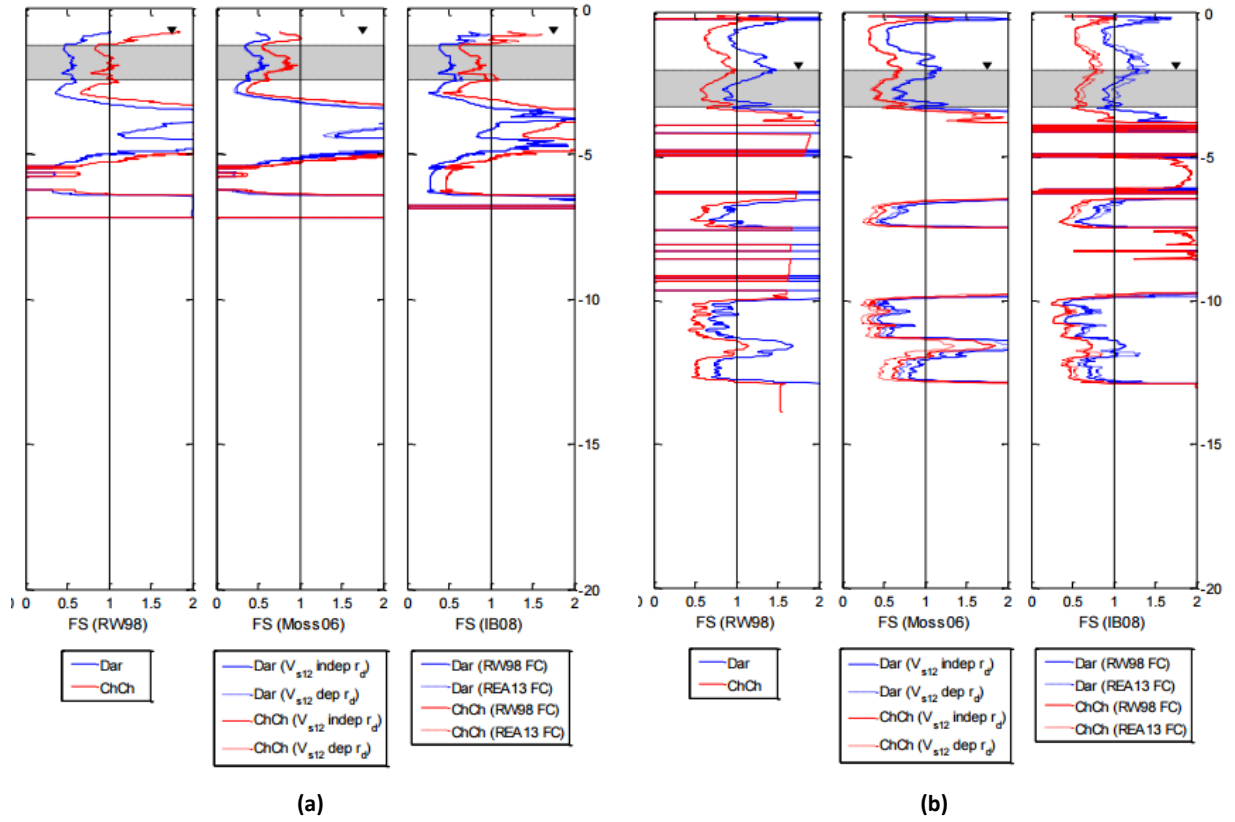 0
-5
-10
-15
-20
0 0.5 1 1.5 2
FS (RW98)
0 0.5 1 1.5 2
FS (Moss06)
0 0.5 1 1.5 2
FS (IB08)
Dar
ChCh
Dar (Vs12 indep rd)
Dar (Vs12 dep rd)
ChCh (Vs12 indep rd)
ChCh (Vs12 dep rd)
Dar (RW98 FC)
Dar (REA13 FC)
ChCh (RW98 FC)
ChCh (REA13 FC)
(a)
0
-5
-10
-15
-20
0 0.5 1 1.5 2
FS (RW98)
0 0.5 1 1.5 2
FS (Moss06)
0 0.5 1 1.5 2
FS (IB08)
Dar
ChCh
Dar (Vs12 indep rd)
Dar (Vs12 dep rd)
ChCh (Vs12 indep rd)
ChCh (Vs12 dep rd)
Dar (RW98 FC)
Dar (REA13 FC)
ChCh (RW98 FC)
ChCh (REA13 FC)
(b)